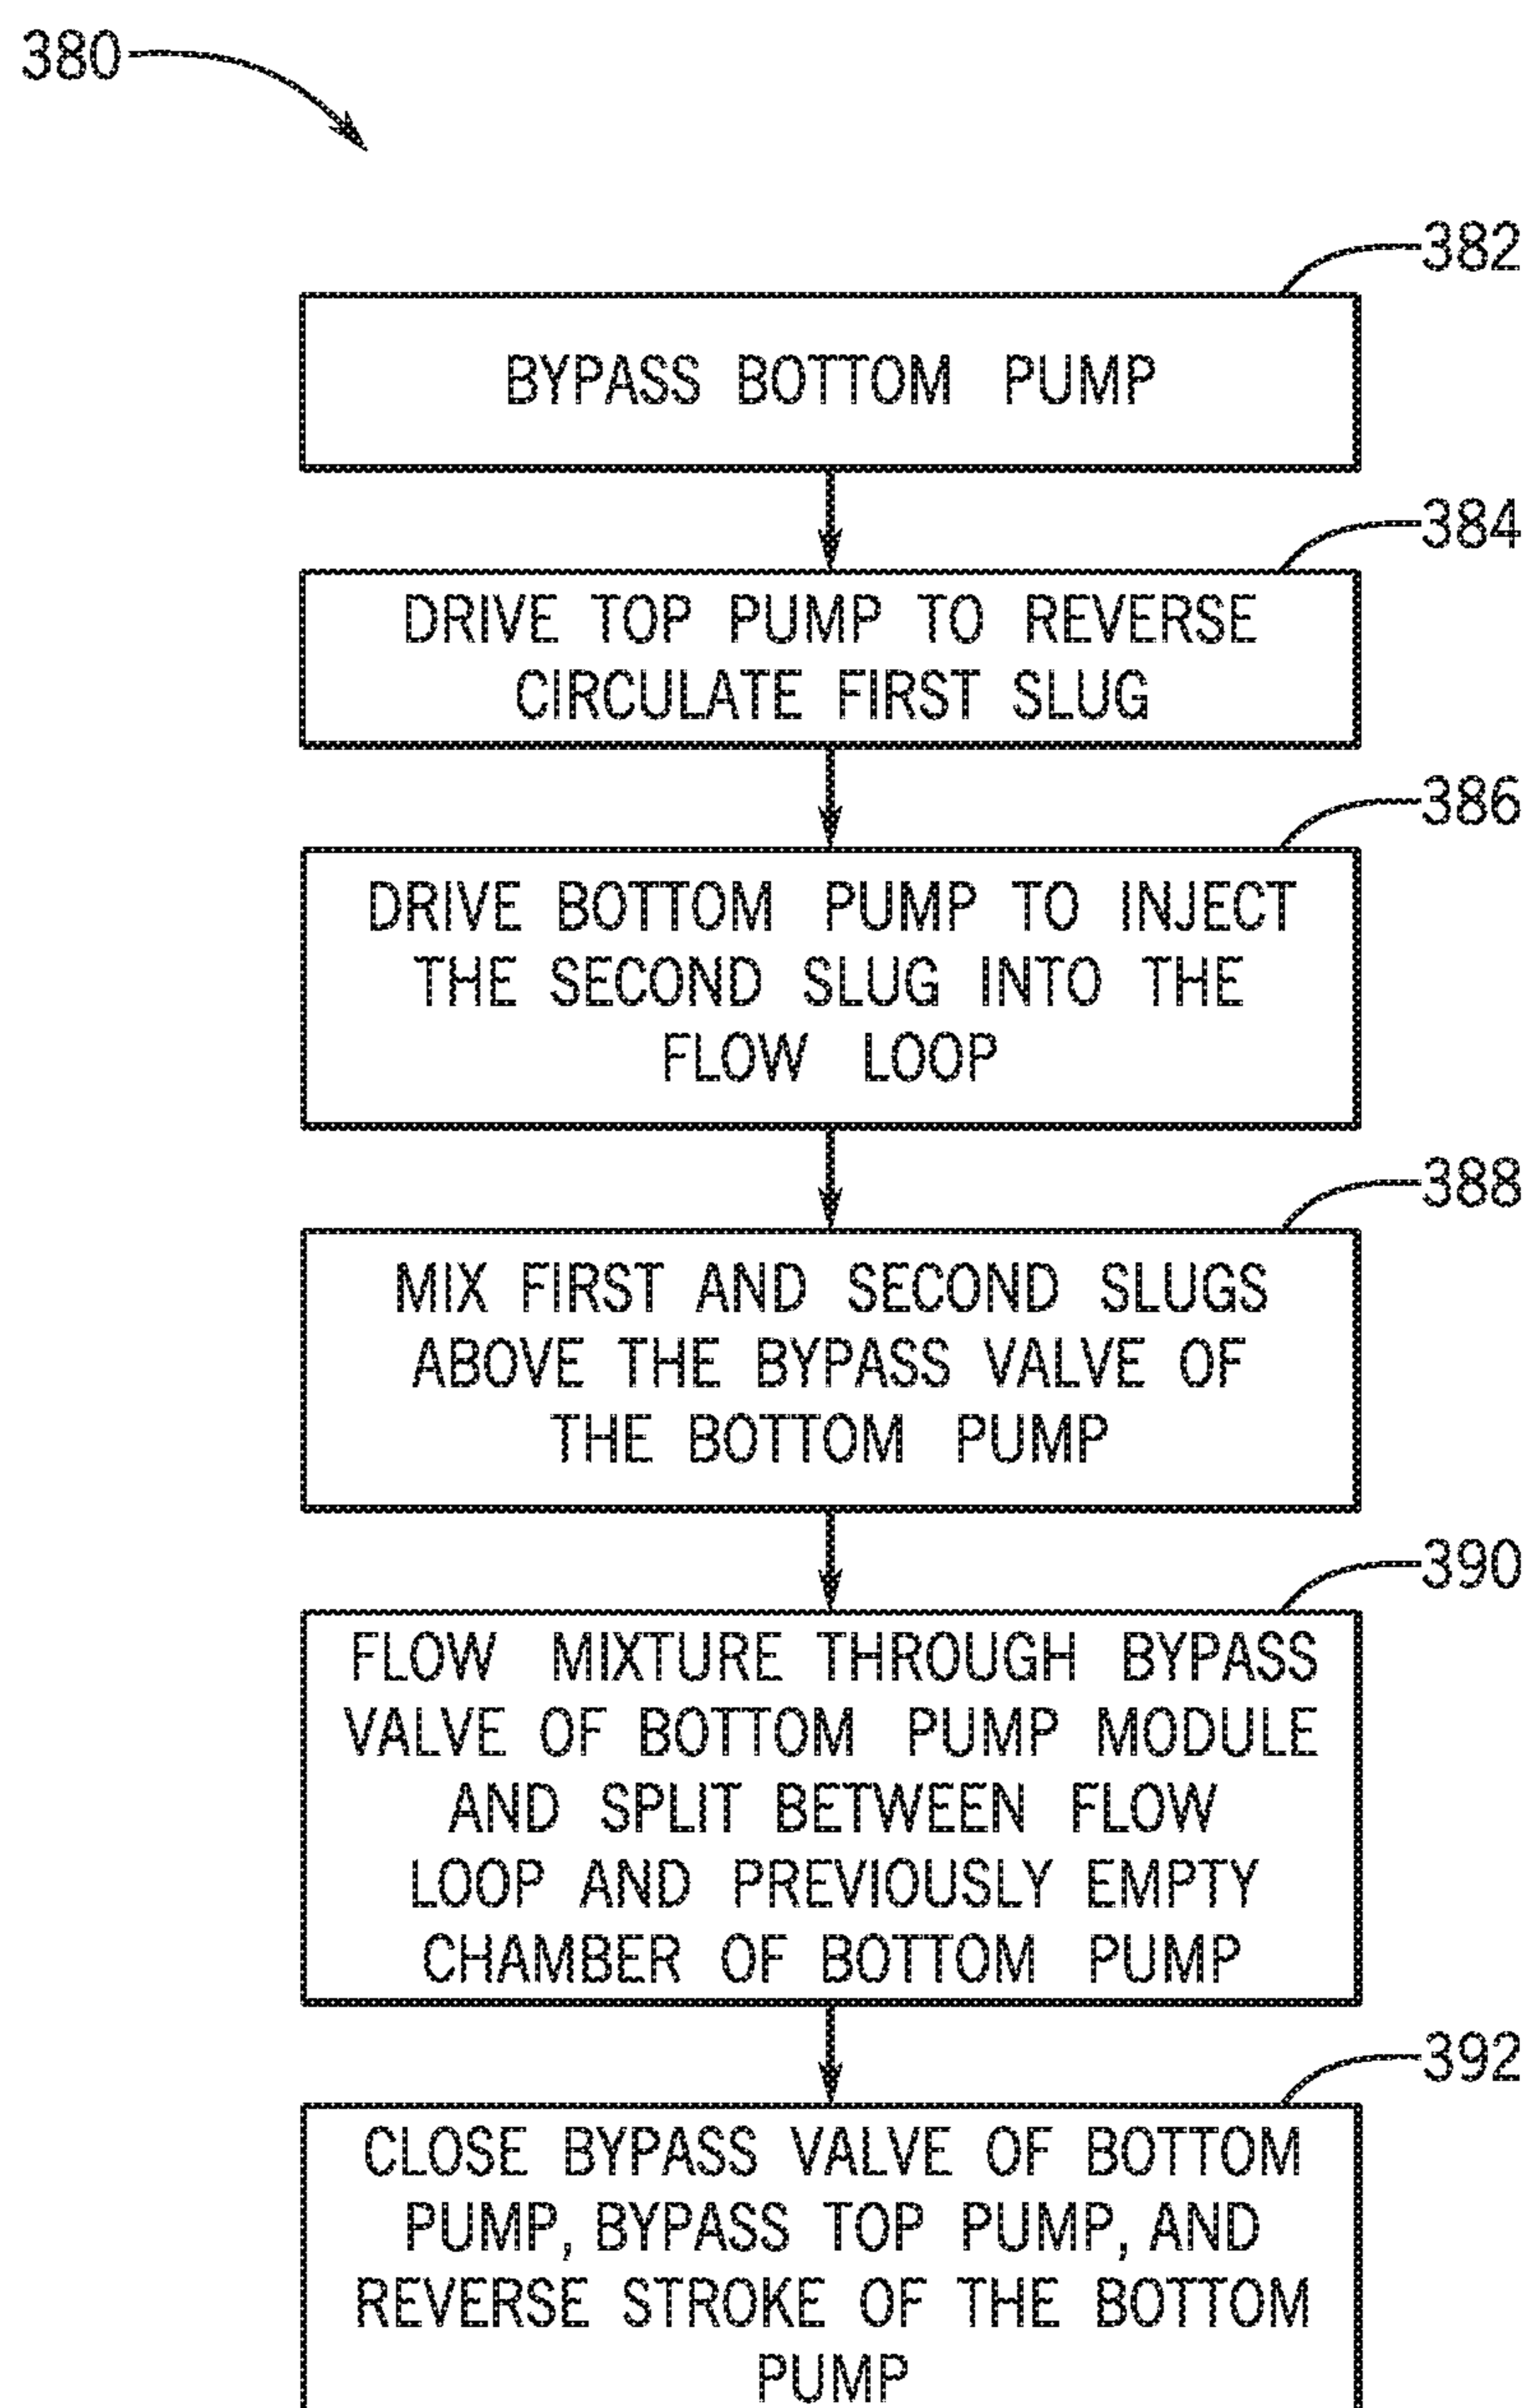 380
382
BYPASS BOTTOM PUMP
384
DRIVE TOP PUMP TO REVERSE
CIRCULATE FIRST SLUG
386
DRIVE BOTTOM PUMP TO INJECT
THE SECOND SLUG INTO THE
FLOW LOOP
388
MIX FIRST AND SECOND SLUGS
ABOVE THE BYPASS VALVE OF
THE BOTTOM PUMP
390
FLOW MIXTURE THROUGH BYPASS
VALVE OF BOTTOM PUMP MODULE
AND SPLIT BETWEEN FLOW
LOOP AND PREVIOUSLY EMPTY
CHAMBER OF BOTTOM PUMP
392
CLOSE BYPASS VALVE OF BOTTOM
PUMP, BYPASS TOP PUMP, AND
REVERSE STROKE OF THE BOTTOM
PUMP